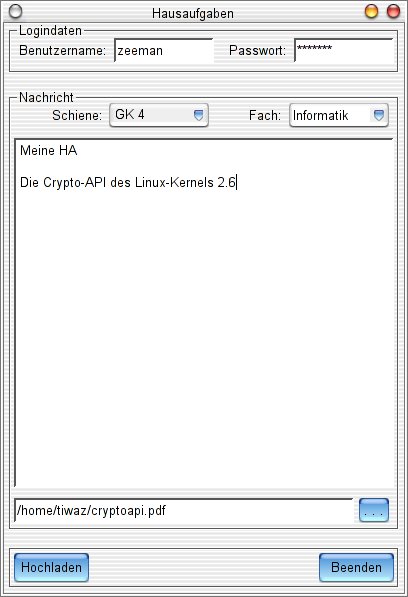 Hausaufgaben
Logindaten
Benutzername: zeeman Passwort: *******
Nachricht
Schiene: GK 4 Fach: Informatik
Meine HA
Die Crypto-API des Linux-Kernels 2.6
/home/tiwaz/cryptoapi.pdf ...
Hochladen Beenden